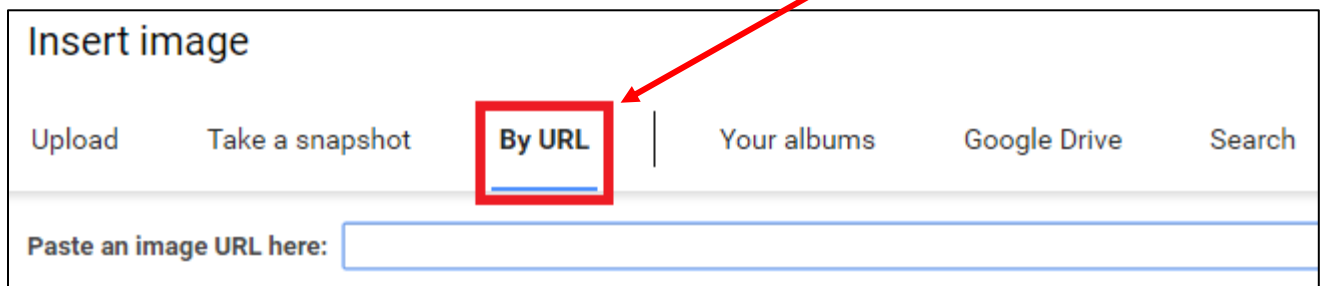 Insert image
Upload Take a snapshot By URL Your albums Google Drive Search
Paste an image URL here: